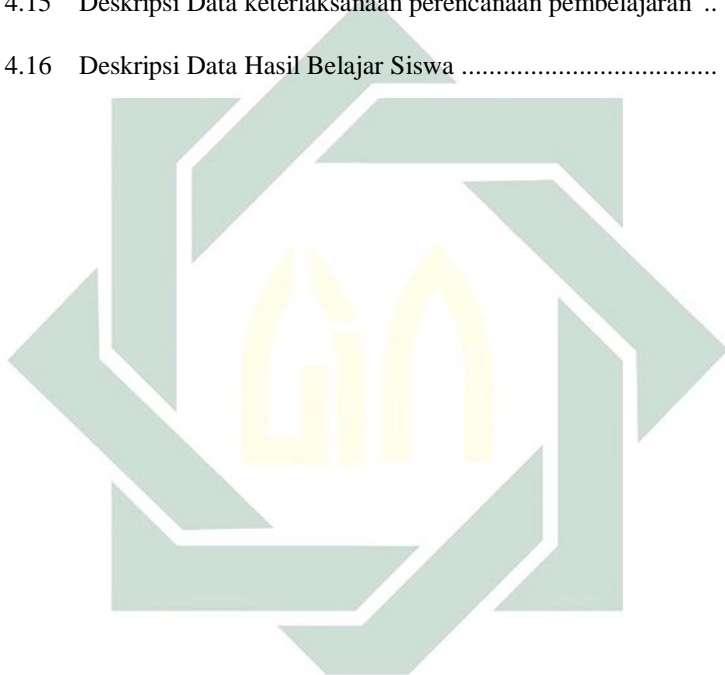 4.15 Deskripsi Data keterlaksanaan perencanaan pembelajaran ..
4.16 Deskripsi Data Hasil Belajar Siswa .....................................